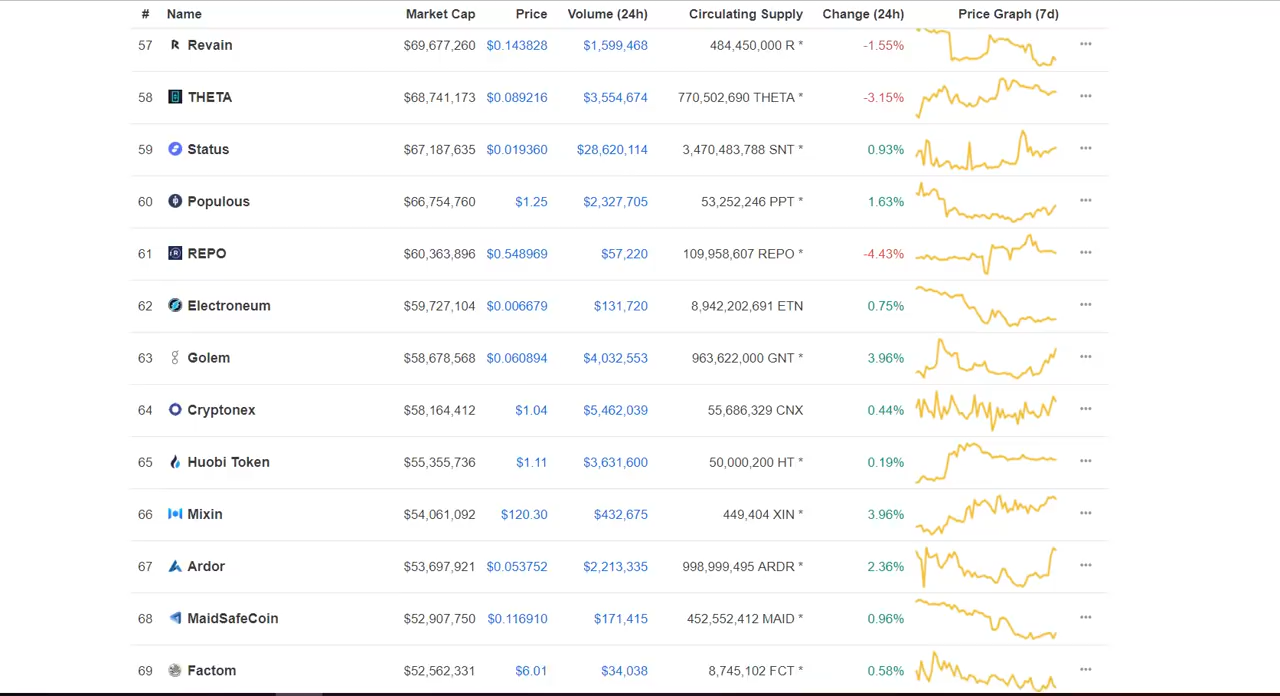 # Name Market Cap Price Volume (24h) Circulating Supply Change (24h) Price Graph (7d)
57 Revain $69,677,260 $0.143828 $1,599,468 484,450,000 R * -1.55%
58 THETA $68,741,173 $0.089216 $3,554,674 770,502,690 THETA * -3.15%
59 Status $67,187,635 $0.019360 $28,620,114 3,470,483,788 SNT * 0.93%
60 Populous $66,754,760 $1.25 $2,327,705 53,252,246 PPT * 1.63%
61 REPO $60,363,896 $0.548969 $57,220 109,958,607 REPO * -4.43%
62 Electroneum $59,727,104 $0.006679 $131,720 8,942,202,691 ETN 0.75%
63 Golem $58,678,568 $0.060894 $4,032,553 963,622,000 GNT * 3.96%
64 Cryptonex $58,164,412 $1.04 $5,462,039 55,686,329 CNX 0.44%
65 Huobi Token $55,355,736 $1.11 $3,631,600 50,000,200 HT * 0.19%
66 Mixin $54,061,092 $120.30 $432,675 449,404 XIN * 3.96%
67 Ardor $53,697,921 $0.053752 $2,213,335 998,999,495 ARDR * 2.36%
68 MaidSafeCoin $52,907,750 $0.116910 $171,415 452,552,412 MAID * 0.96%
69 Factom $52,562,331 $6.01 $34,038 8,745,102 FCT * 0.58%